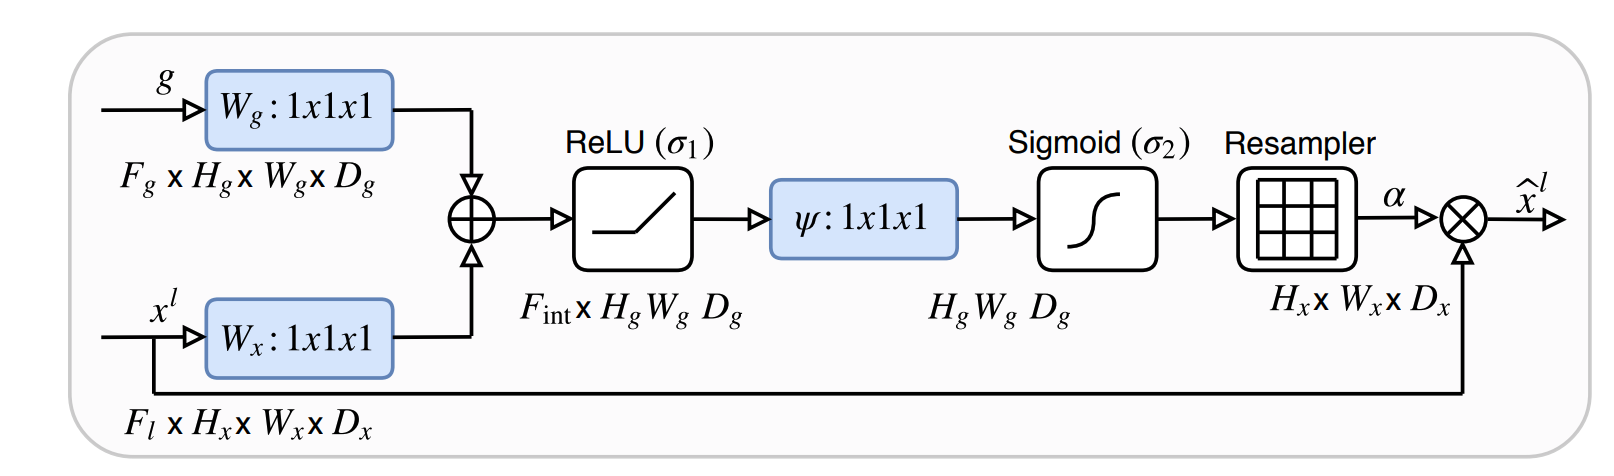 g
W_g : 1x1x1
F_g x H_g x W_g x D_g
ReLU (σ_1)
Sigmoid (σ_2)
Resampler
ψ : 1x1x1
α
x̂^l
x^l
W_x : 1x1x1
F_int x H_g W_g D_g
H_g W_g D_g
H_x x W_x x D_x
F_l x H_x x W_x x D_x